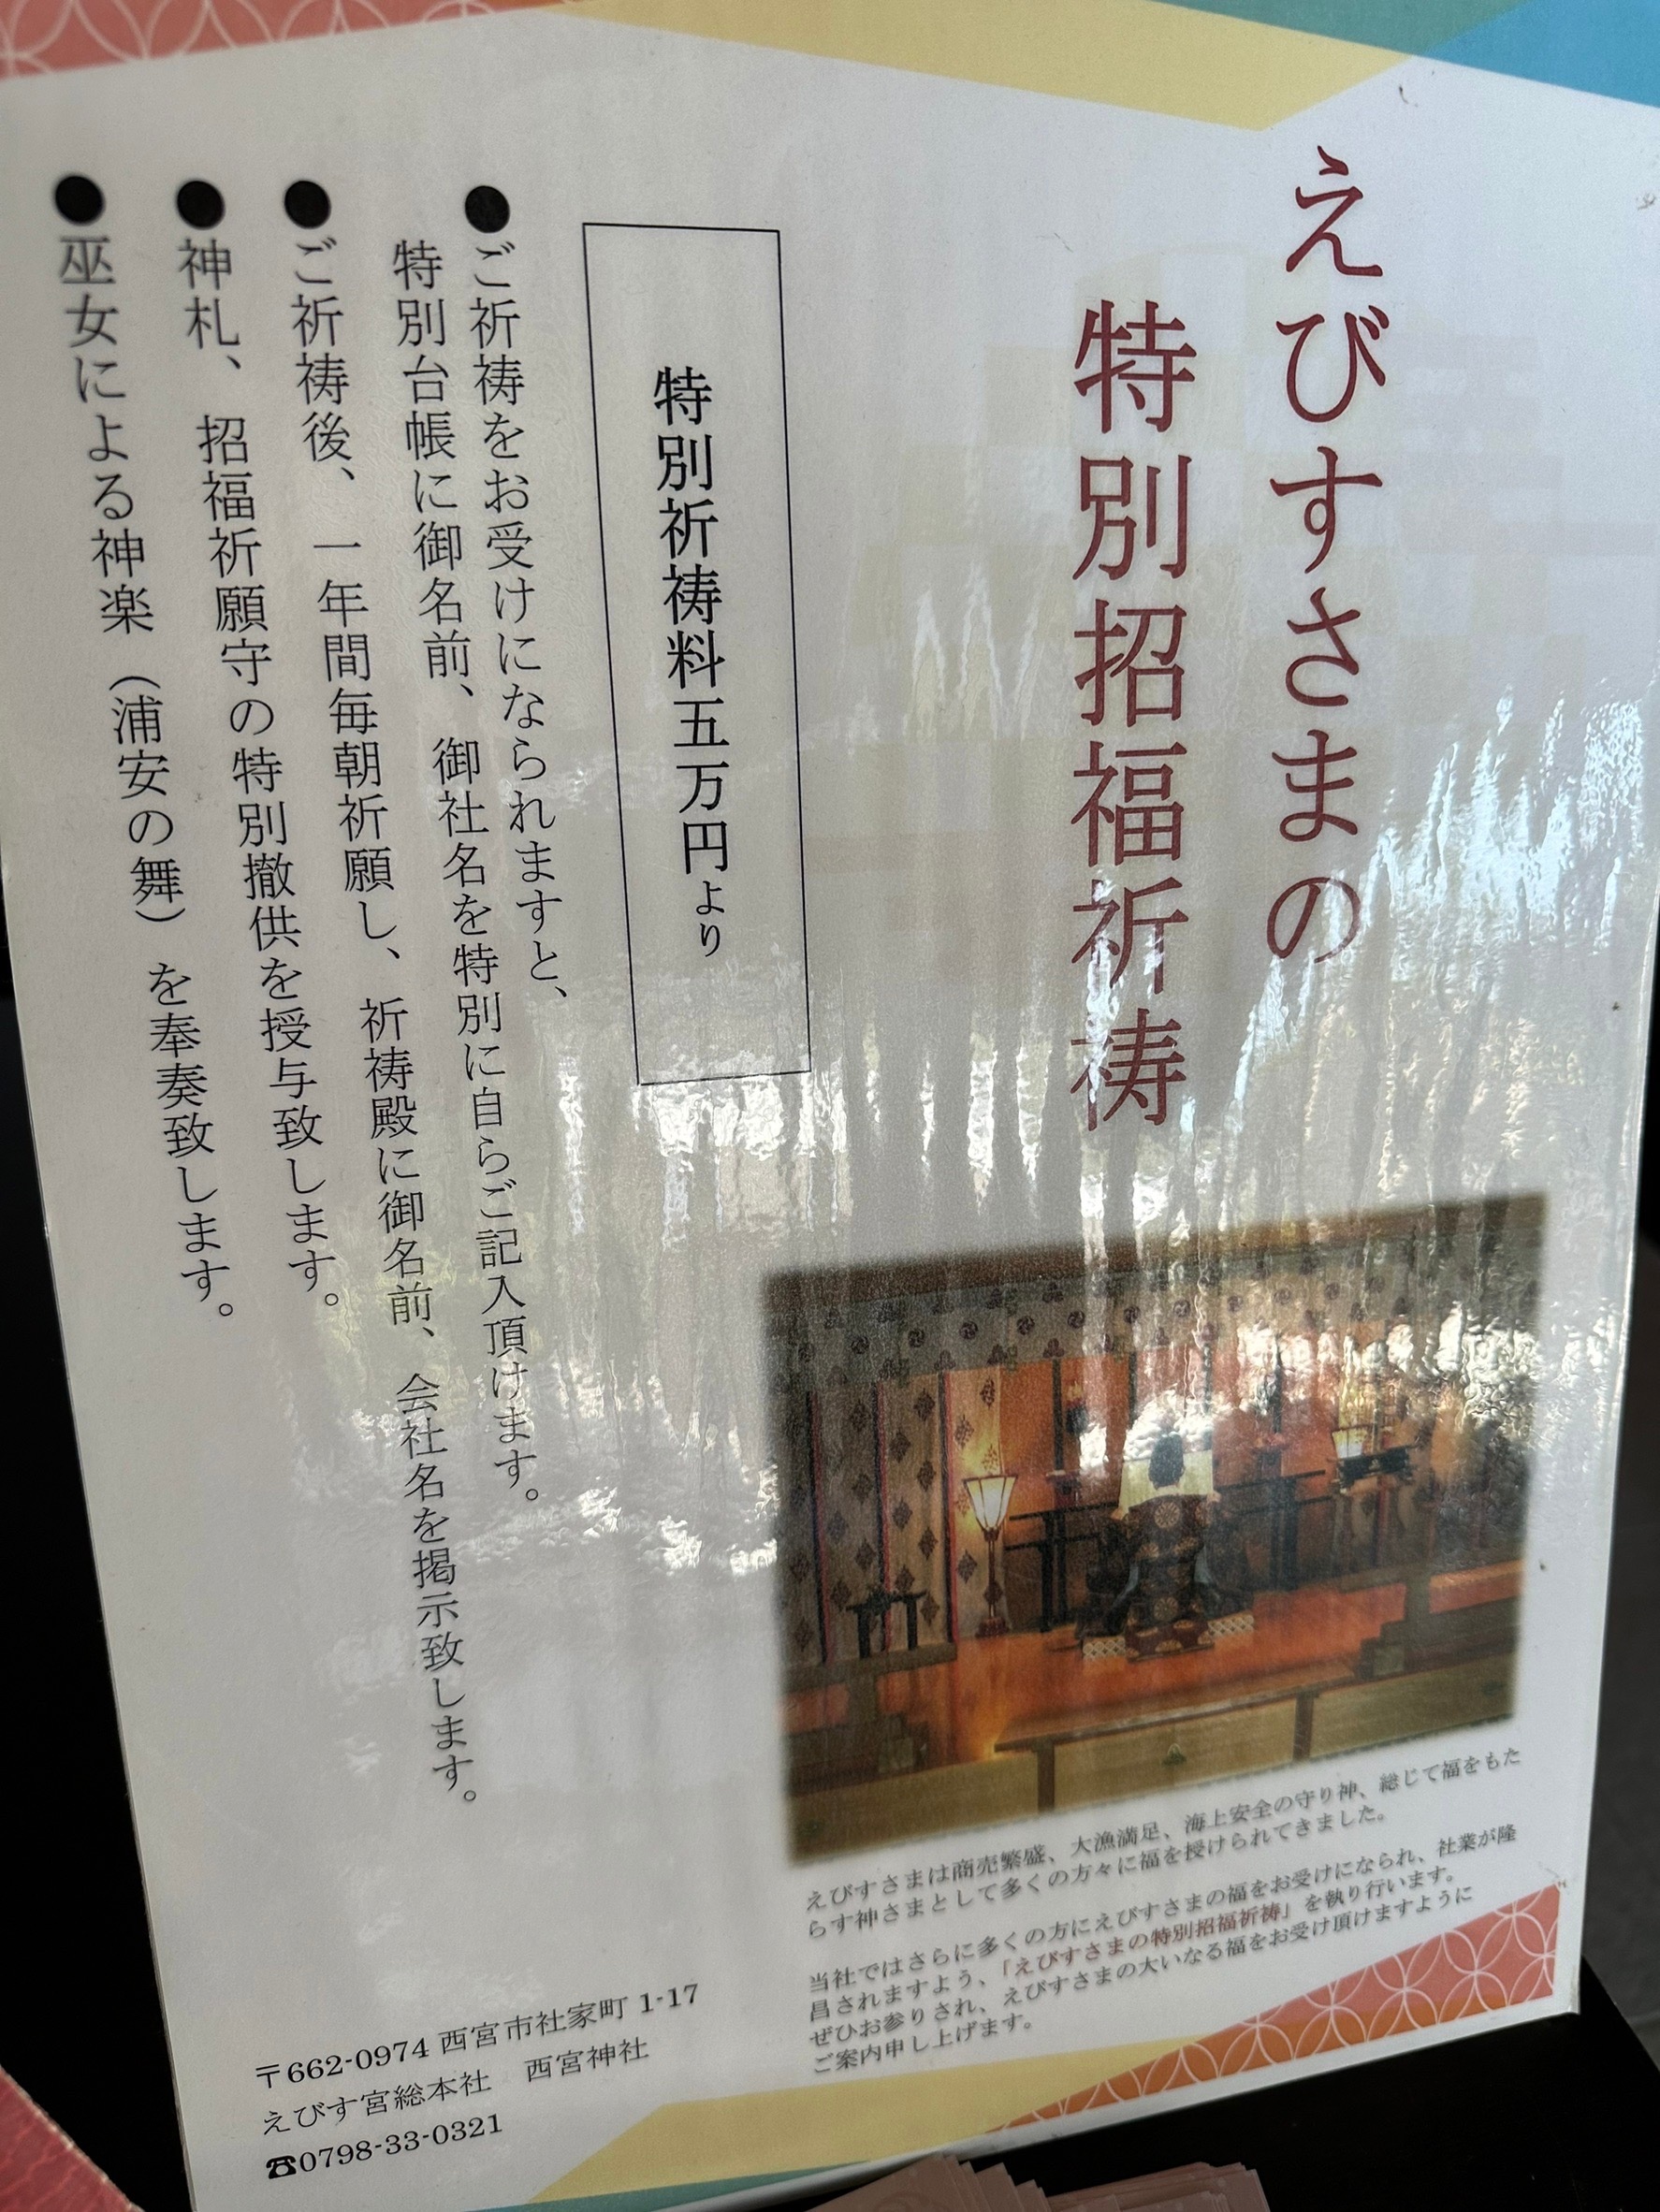 えびすさまの
特別招福祈祷
特別祈祷料五万円より
●ご祈祷をお受けになられますと、
特別台帳に御名前、御社名を特別に自らご記入頂けます。
●ご祈祷後、一年間毎朝祈願し、祈祷殿に御名前、会社名を掲示致します。
●神札、招福祈願守の特別撤供を授与致します。
●巫女による神楽（浦安の舞）を奉奏致します。
えびすさまは商売繁盛、大漁満足、海上安全の守り神、総じて福をもた
らす神さまとして多くの方々に福を授けられてきました。
当社ではさらに多くの方にえびすさまの福をお受けになられ、社業が隆
昌されますよう、「えびすさまの特別招福祈祷」を執り行います。
ぜひお参りされ、えびすさまの大いなる福をお受け頂けますように
ご案内申し上げます。
〒662-0974 西宮市社家町 1-17
えびす宮総本社　西宮神社
☎0798-33-0321